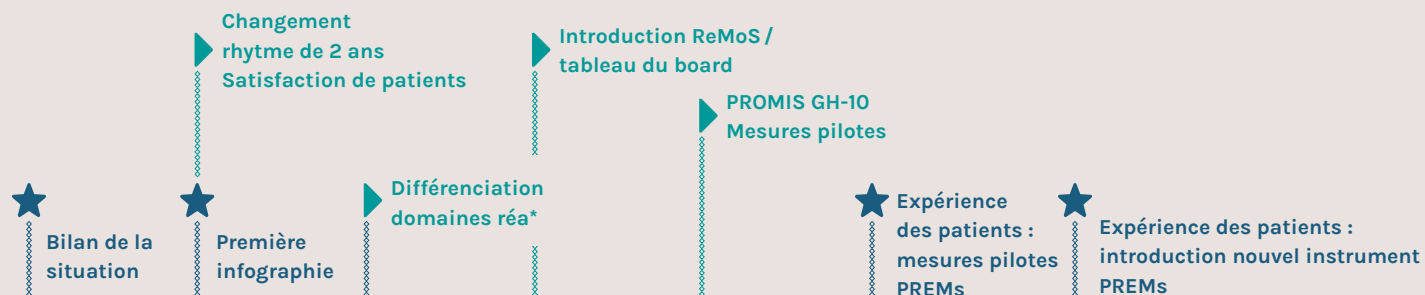 Changement
rhytme de 2 ans
Satisfaction de patients
Introduction ReMoS /
tableau du board
PROMIS GH-10
Mesures pilotes
Différenciation
domaines réa*
Bilan de la
situation
Première
infographie
Expérience
des patients :
mesures pilotes
PREMs
Expérience des patients :
introduction nouvel instrument
PREMs